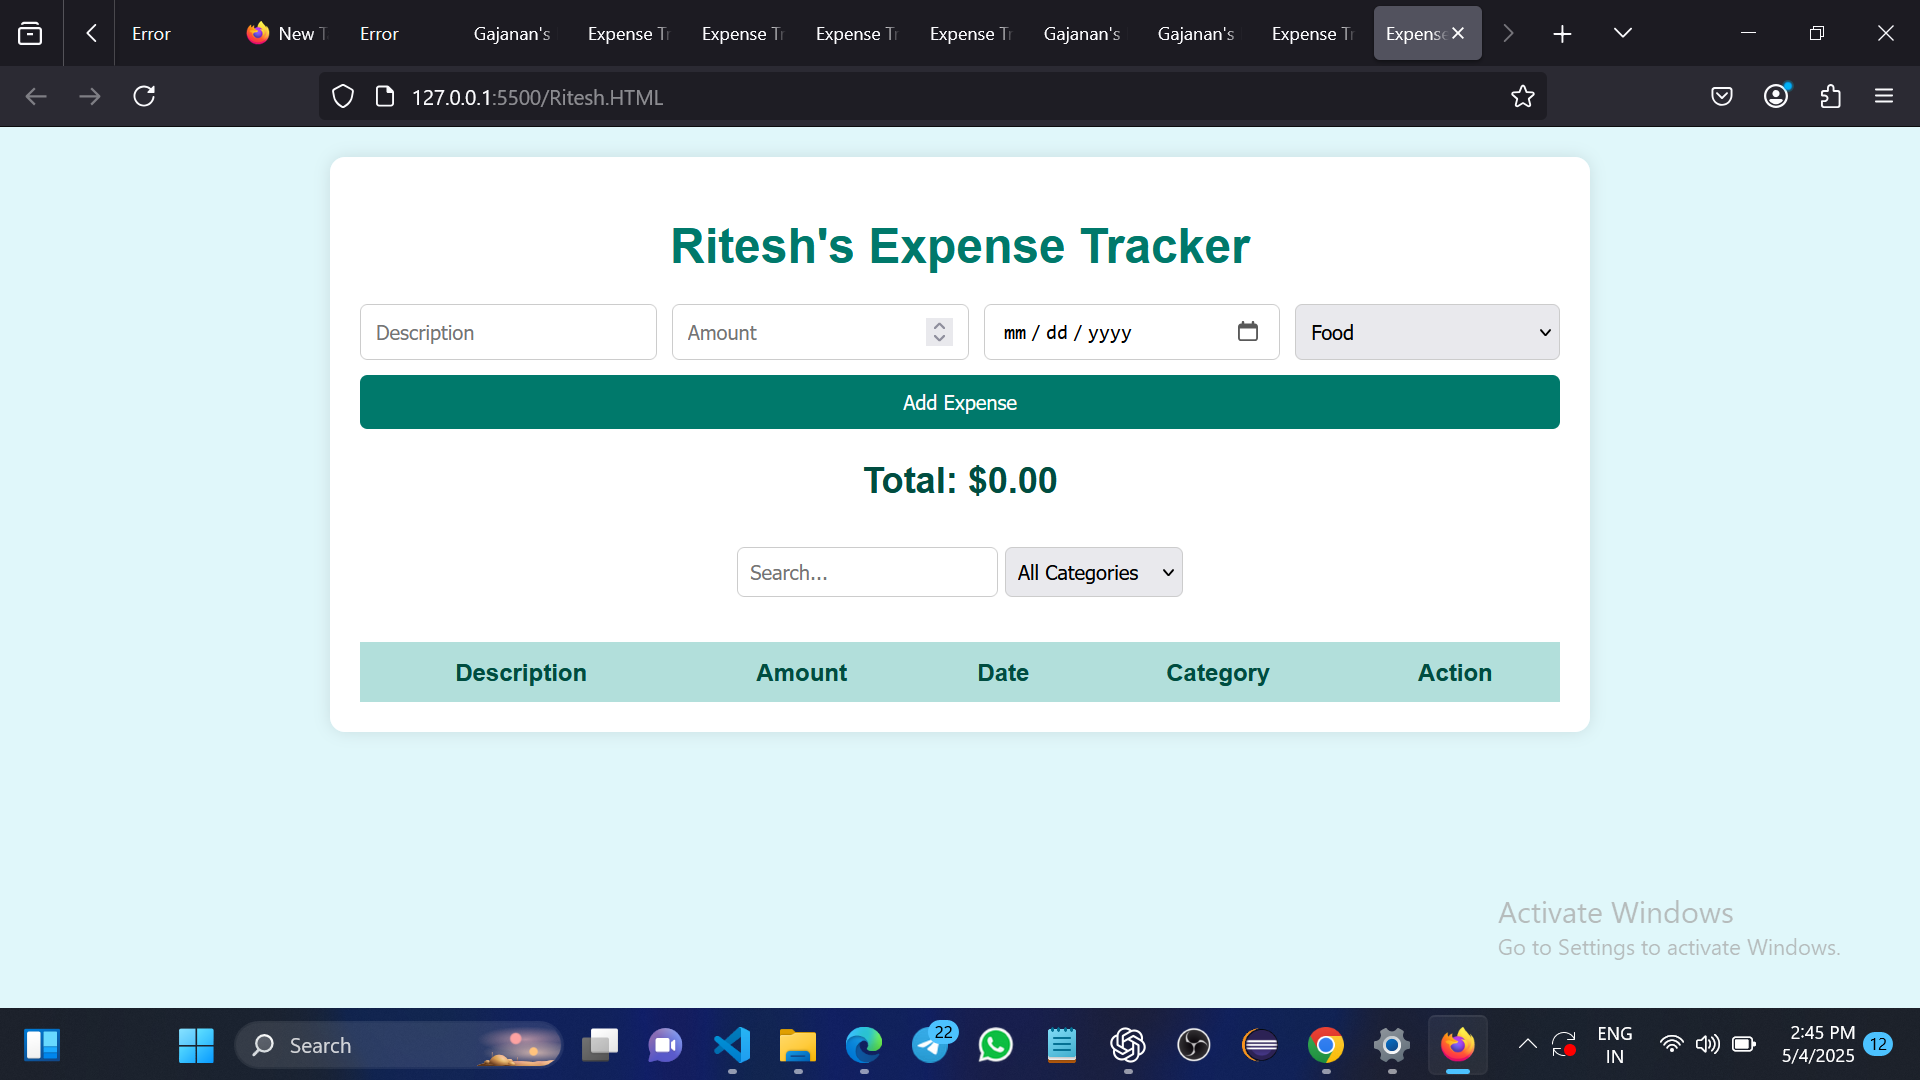 Error
New T
Error
Gajanan's
Expense Tr
Expense Tr
Expense Tr
Expense Tr
Gajanan's
Gajanan's
Expense Tr
Expense
127.0.0.1:5500/Ritesh.HTML
Ritesh's Expense Tracker
Description
Amount
mm / dd / yyyy
Food
Add Expense
Total: $0.00
Search...
All Categories
Description Amount Date Category Action
Activate Windows
Go to Settings to activate Windows.
Search
22
ENG
IN
2:45 PM
5/4/2025
12